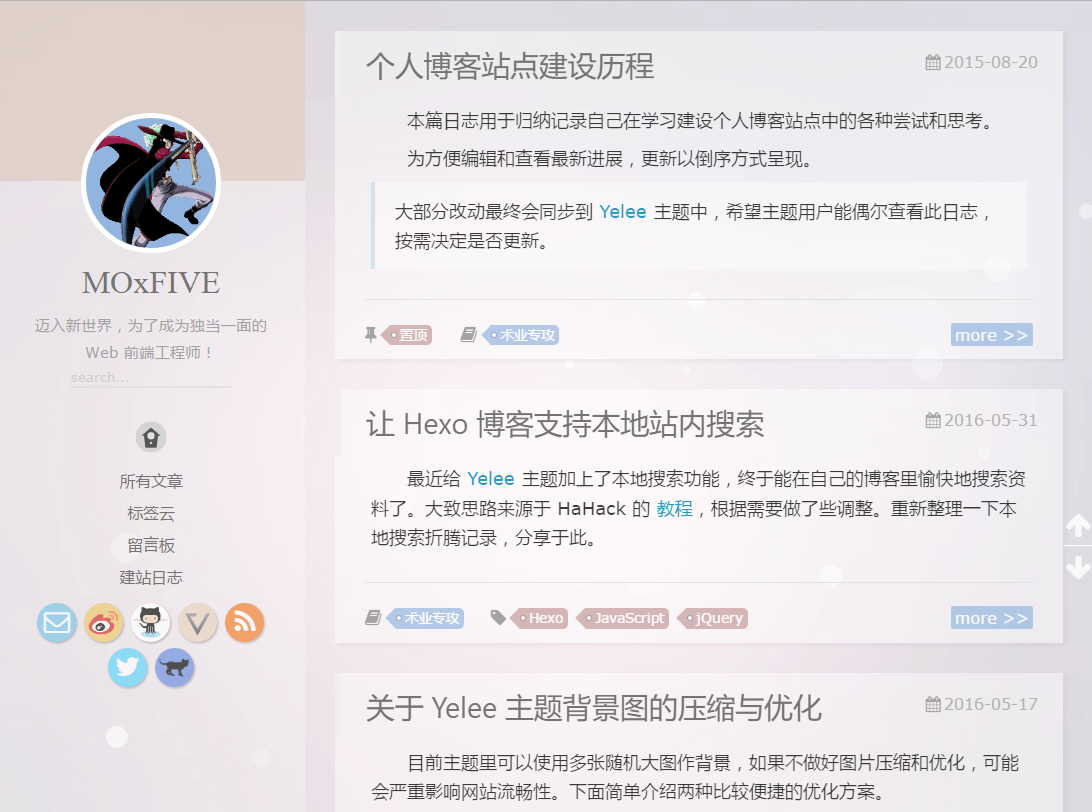 MOxFIVE
迈入新世界，为了成为独当一面的
Web 前端工程师！
search...
所有文章
标签云
留言板
建站日志
个人博客站点建设历程
2015-08-20
本篇日志用于归纳记录自己在学习建设个人博客站点中的各种尝试和思考。
为方便编辑和查看最新进展，更新以倒序方式呈现。
大部分改动最终会同步到 Yelee 主题中，希望主题用户能偶尔查看此日志，
按需决定是否更新。
置顶 术业专攻 more >>
让 Hexo 博客支持本地站内搜索
2016-05-31
最近给 Yelee 主题加上了本地搜索功能，终于能在自己的博客里愉快地搜索资
料了。大致思路来源于 HaHack 的 教程，根据需要做了些调整。重新整理一下本
地搜索折腾记录，分享于此。
术业专攻 Hexo JavaScript jQuery more >>
关于 Yelee 主题背景图的压缩与优化
2016-05-17
目前主题里可以使用多张随机大图作背景，如果不做好图片压缩和优化，可能
会严重影响网站流畅性。下面简单介绍两种比较便捷的优化方案。